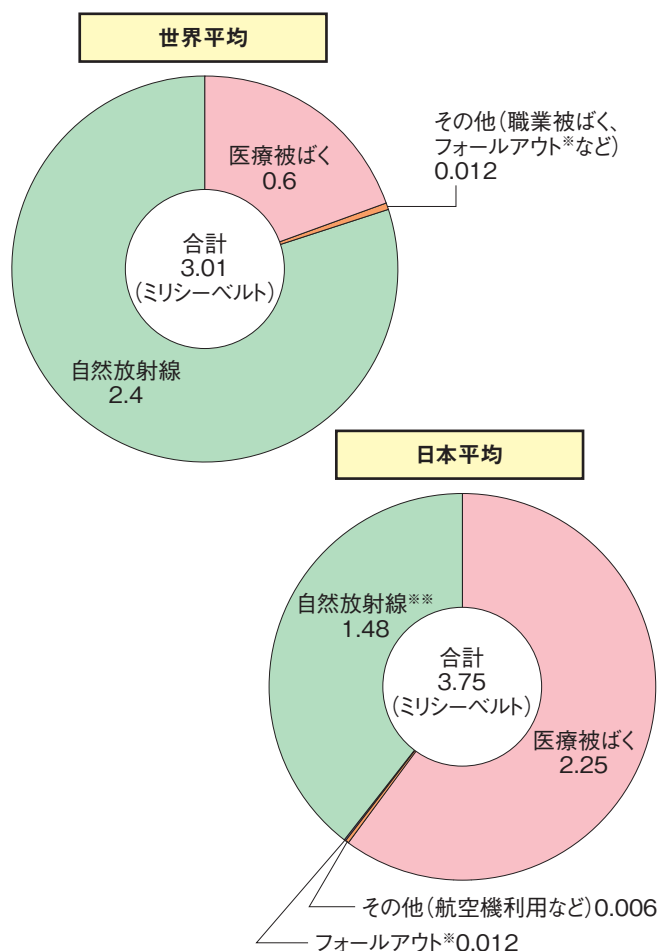 世界平均
医療被ばく
0.6
その他（職業被ばく、
フォールアウト※など）
0.012
合計
3.01
（ミリシーベルト）
自然放射線
2.4
日本平均
自然放射線※※
1.48
合計
3.75
（ミリシーベルト）
医療被ばく
2.25
その他（航空機利用など）0.006
フォールアウト※0.012